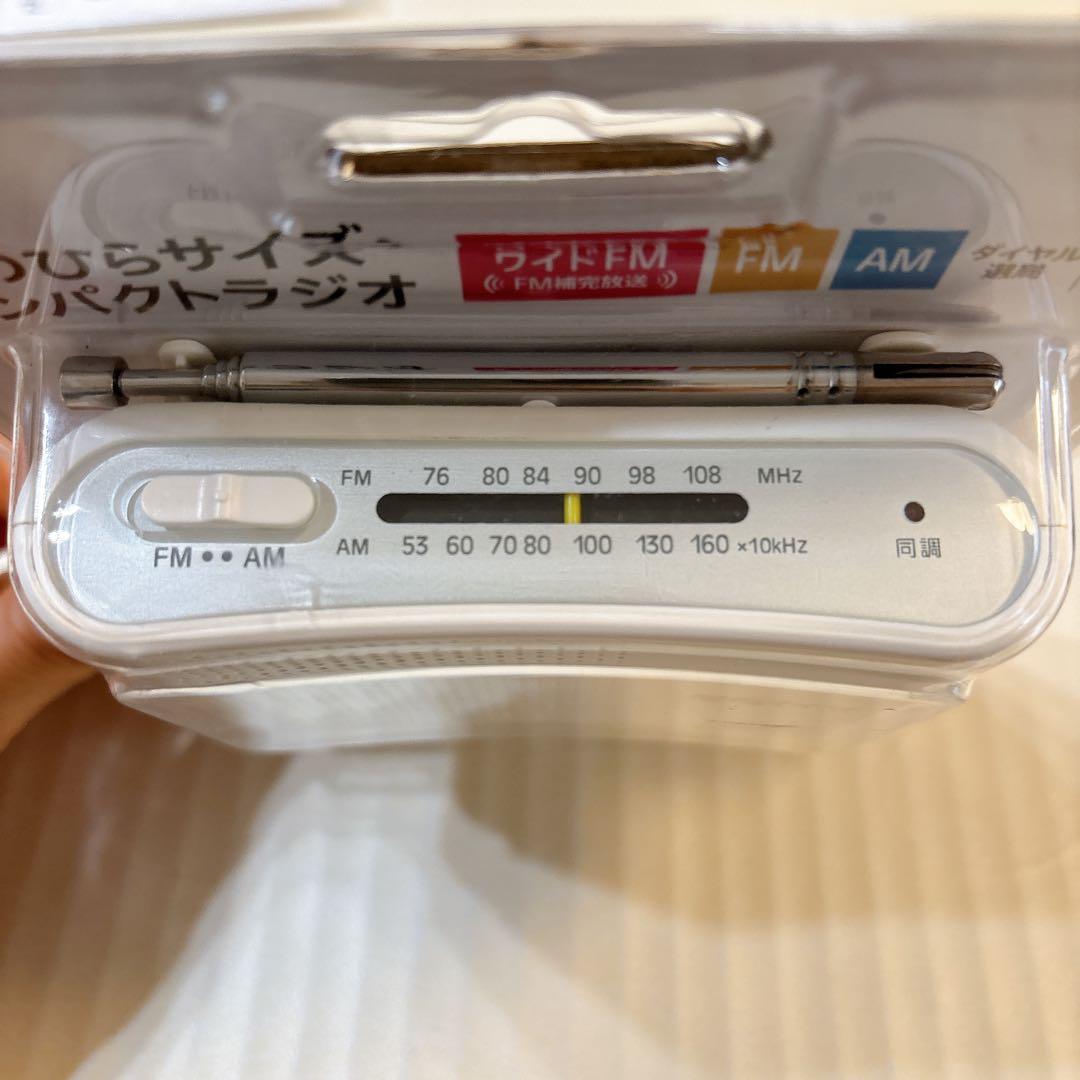 のひらサイズ
ンパクトラジオ
ワイドFM
FM補完放送
FM
AM
ダイヤル
選局
FM 76 80 84 90 98 108 MHz
AM 53 60 70 80 100 130 160 ×10kHz
FM •• AM
同調